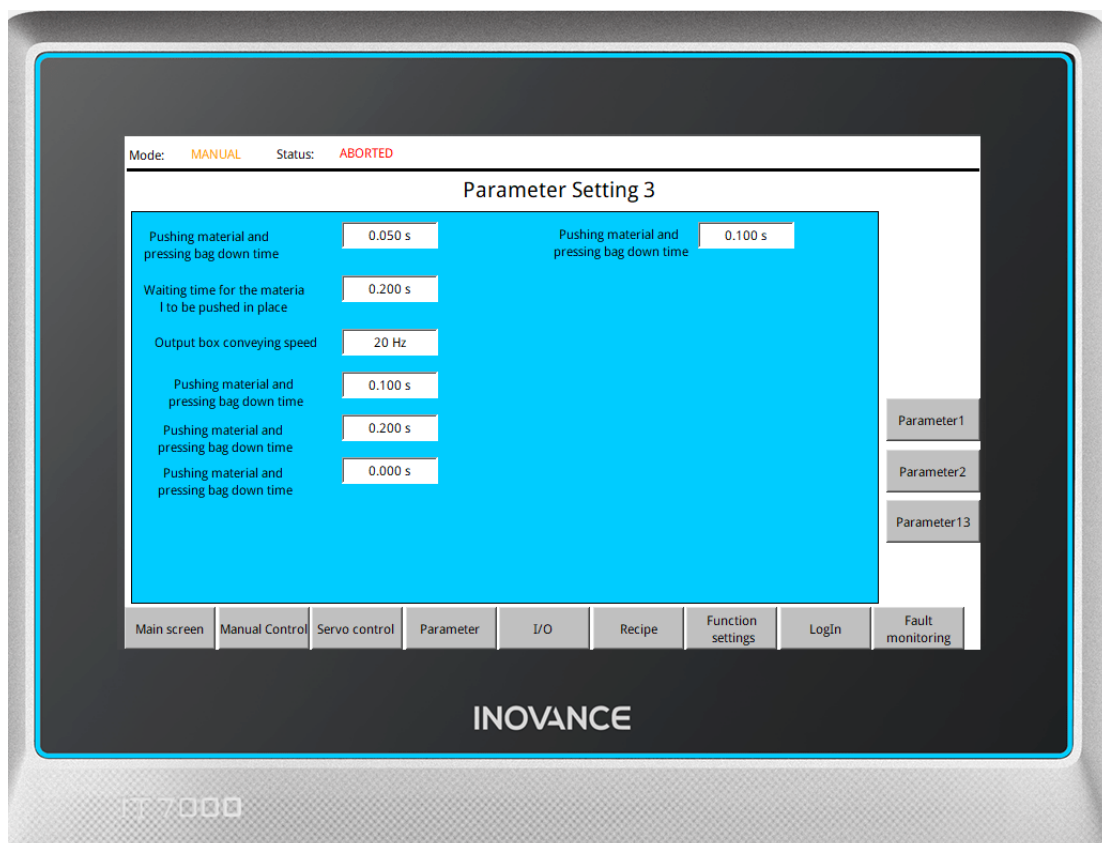 Mode: MANUAL Status: ABORTED
Parameter Setting 3
Pushing material and
pressing bag down time
0.050 s
Pushing material and
pressing bag down time
0.100 s
Waiting time for the materia
l to be pushed in place
0.200 s
Output box conveying speed
20 Hz
Pushing material and
pressing bag down time
0.100 s
Pushing material and
pressing bag down time
0.200 s
Pushing material and
pressing bag down time
0.000 s
Parameter1
Parameter2
Parameter13
Main screen
Manual Control
Servo control
Parameter
I/O
Recipe
Function
settings
LogIn
Fault
monitoring
INOVANCE
IT 7000